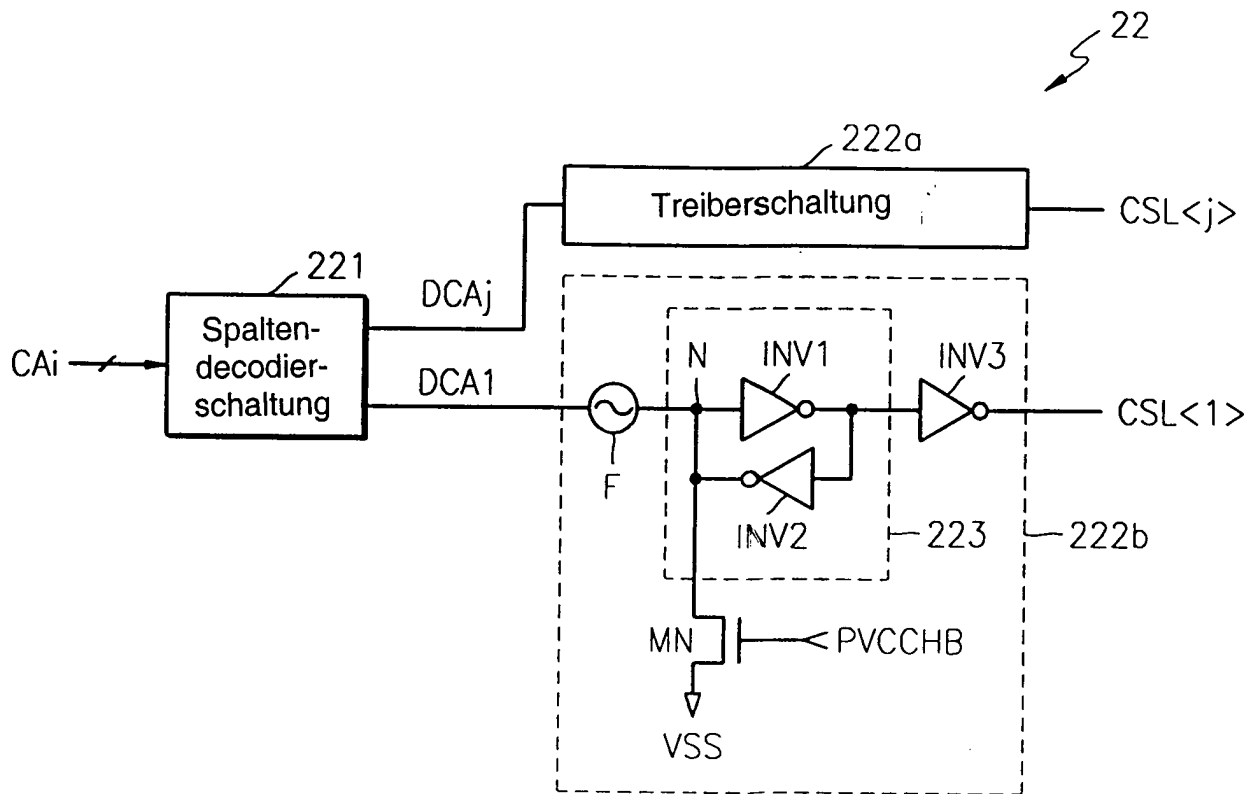 22
222a
Treiberschaltung
CSL<j>
221
DCAj
Spalten-
decodier-
schaltung
CAi
DCA1
N
INV1
INV3
CSL<1>
F
INV2
223
222b
MN
PVCCHB
VSS